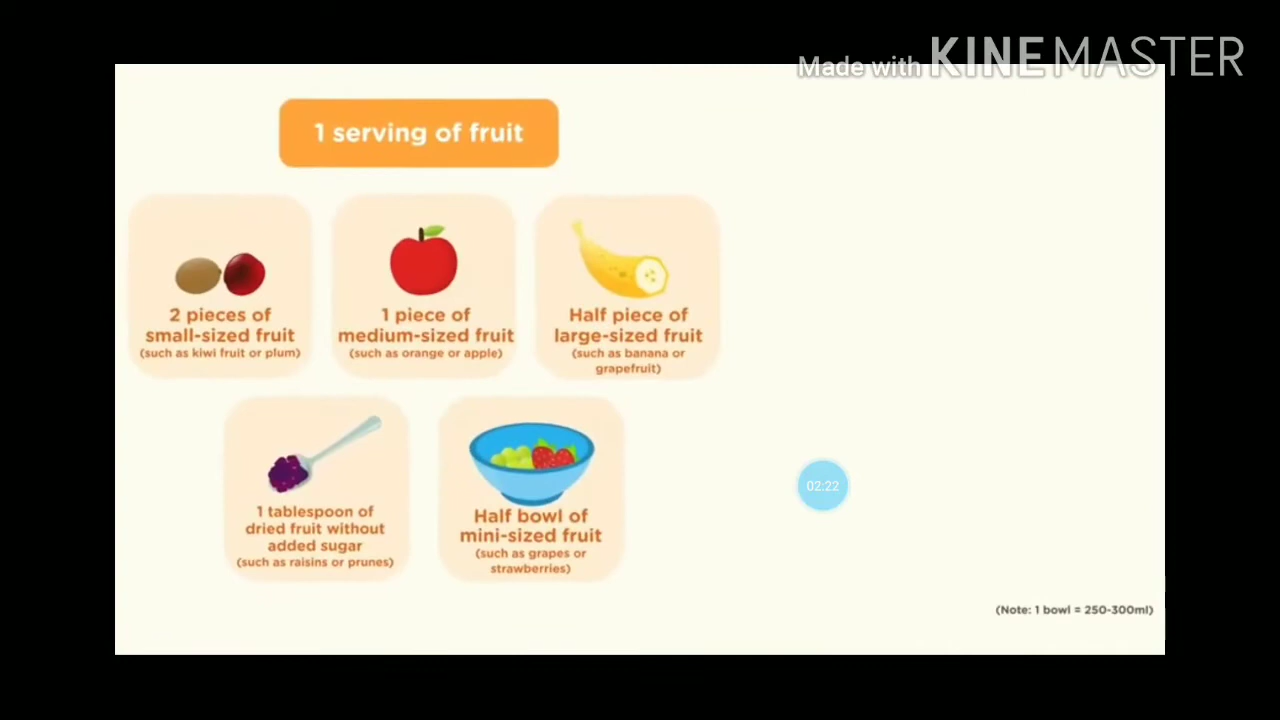 Made with KINEMASTER
1 serving of fruit
2 pieces of
small-sized fruit
(such as kiwi fruit or plum)
1 piece of
medium-sized fruit
(such as orange or apple)
Half piece of
large-sized fruit
(such as banana or
grapefruit)
1 tablespoon of
dried fruit without
added sugar
(such as raisins or prunes)
Half bowl of
mini-sized fruit
(such as grapes or
strawberries)
02:22
(Note: 1 bowl = 250-300ml)